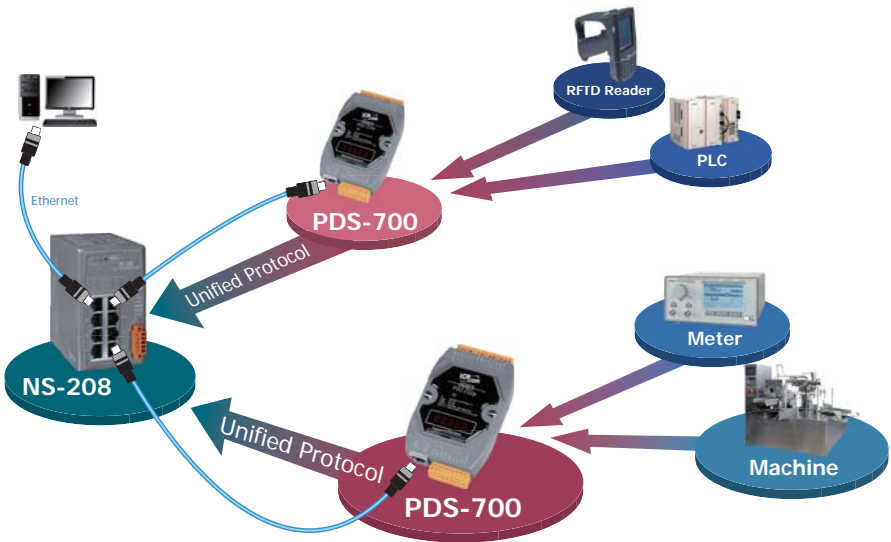 RFTD Reader
PLC
Ethernet
PDS-700
Unified Protocol
Meter
NS-208
Unified Protocol
Machine
PDS-700